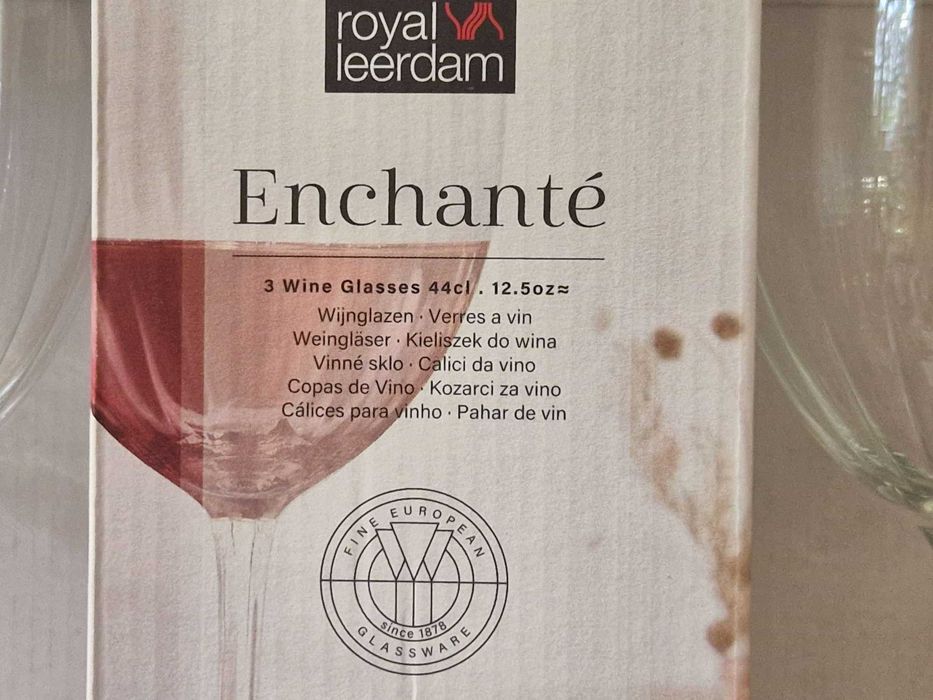 royal
leerdam
Enchanté
3 Wine Glasses 44cl . 12.5oz≈
Wijnglazen · Verres a vin
Weingläser · Kieliszek do wina
Vinné sklo · Calici da vino
Copas de Vino · Kozarci za vino
Cálices para vinho · Pahar de vin
FINE EUROPEAN
since 1878
GLASSWARE